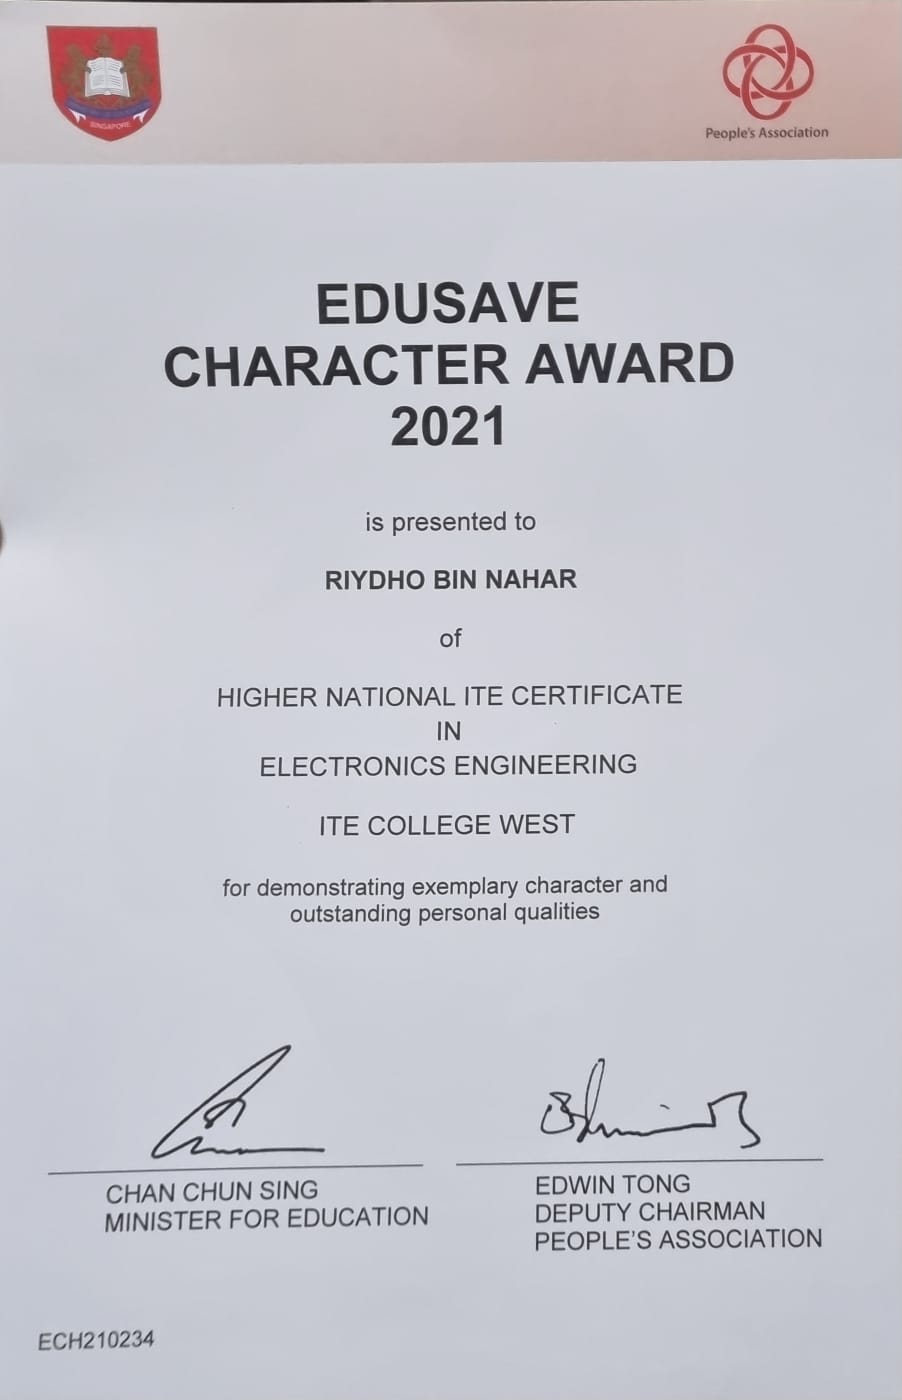 SINGAPORE
People's Association
EDUSAVE
CHARACTER AWARD
2021
is presented to
RIYDHO BIN NAHAR
of
HIGHER NATIONAL ITE CERTIFICATE
IN
ELECTRONICS ENGINEERING
ITE COLLEGE WEST
for demonstrating exemplary character and
outstanding personal qualities
CHAN CHUN SING
MINISTER FOR EDUCATION
EDWIN TONG
DEPUTY CHAIRMAN
PEOPLE'S ASSOCIATION
ECH210234